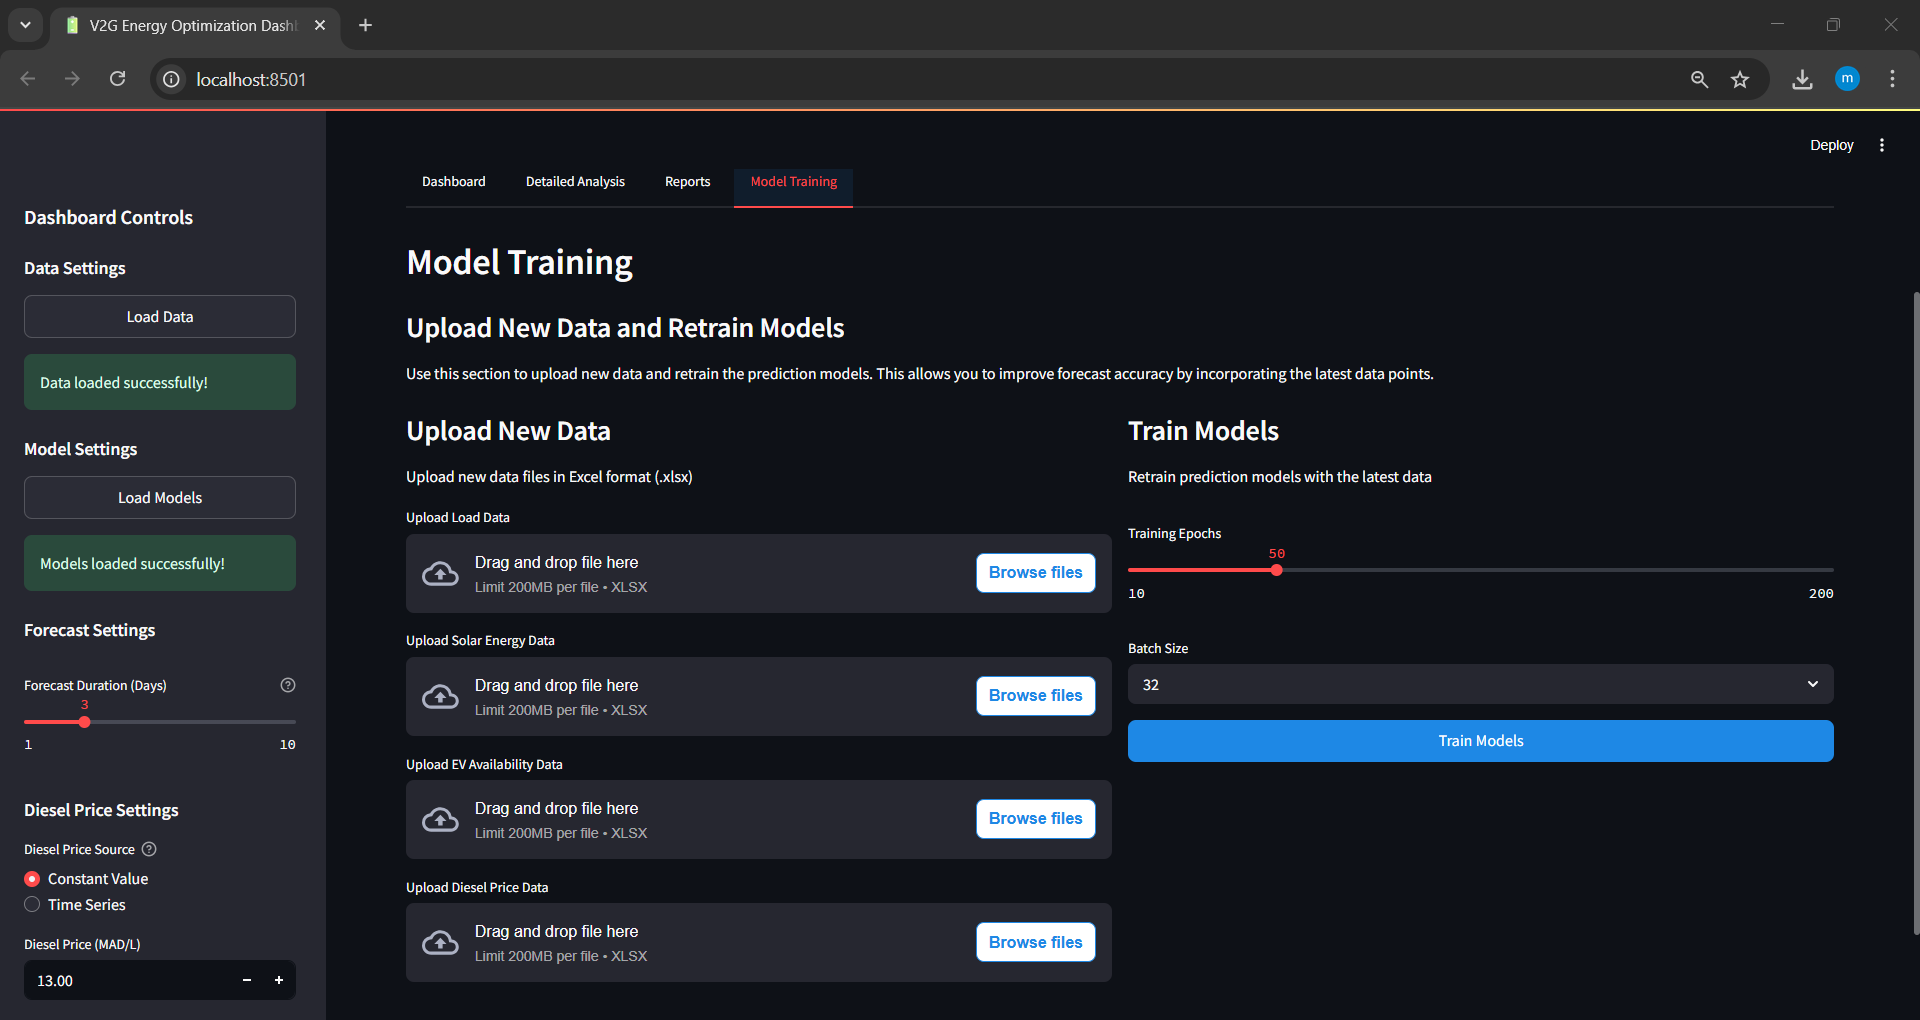 V2G Energy Optimization Dash
localhost:8501
m
Deploy
Dashboard Controls
Data Settings
Load Data
Data loaded successfully!
Model Settings
Load Models
Models loaded successfully!
Forecast Settings
Forecast Duration (Days)
3
1 10
Diesel Price Settings
Diesel Price Source
Constant Value
Time Series
Diesel Price (MAD/L)
13.00
Dashboard Detailed Analysis Reports Model Training
Model Training
Upload New Data and Retrain Models
Use this section to upload new data and retrain the prediction models. This allows you to improve forecast accuracy by incorporating the latest data points.
Upload New Data
Upload new data files in Excel format (.xlsx)
Upload Load Data
Drag and drop file here
Limit 200MB per file • XLSX
Browse files
Upload Solar Energy Data
Drag and drop file here
Limit 200MB per file • XLSX
Browse files
Upload EV Availability Data
Drag and drop file here
Limit 200MB per file • XLSX
Browse files
Upload Diesel Price Data
Drag and drop file here
Limit 200MB per file • XLSX
Browse files
Train Models
Retrain prediction models with the latest data
Training Epochs
50
10 200
Batch Size
32
Train Models